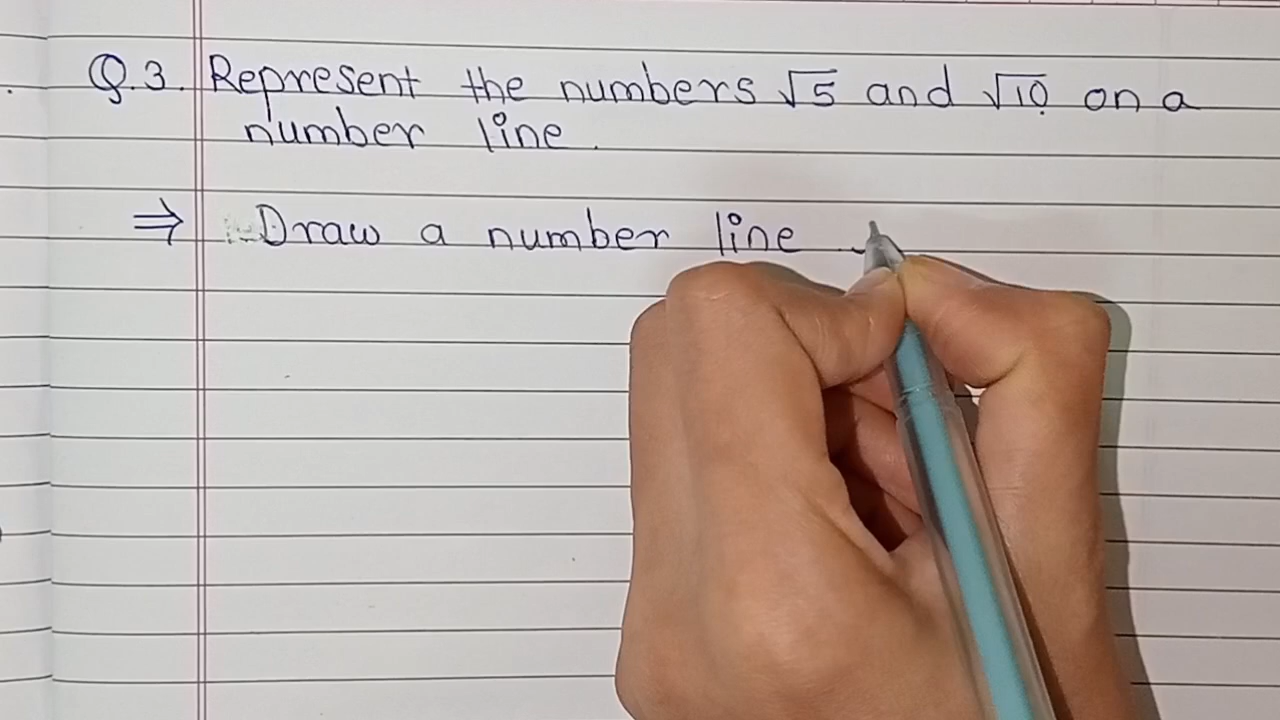 Q.3. Represent the numbers √5 and √10 on a
number line.
⇒ Draw a number line